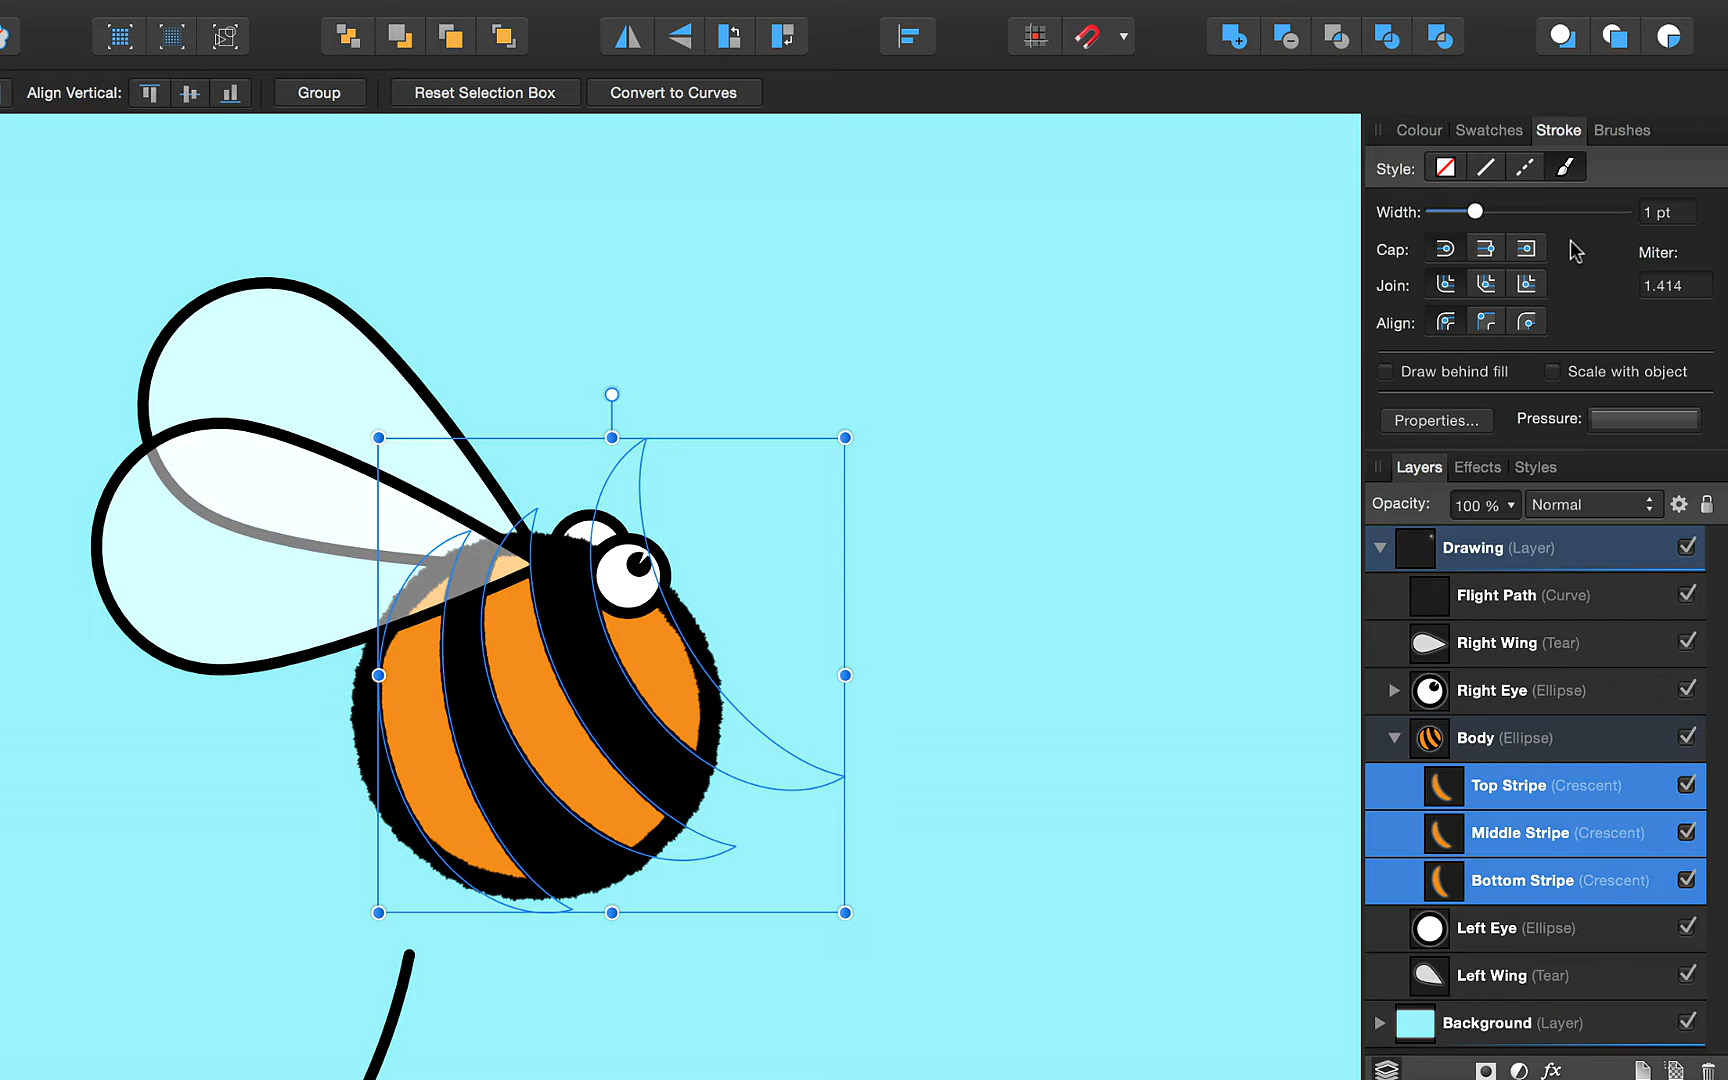 Align Vertical: Group Reset Selection Box Convert to Curves
Colour Swatches Stroke Brushes
Style:
Width: 1 pt
Cap: Miter:
Join: 1.414
Align:
Draw behind fill Scale with object
Properties... Pressure:
Layers Effects Styles
Opacity: 100 % Normal
Drawing (Layer)
Flight Path (Curve)
Right Wing (Tear)
Right Eye (Ellipse)
Body (Ellipse)
Top Stripe (Crescent)
Middle Stripe (Crescent)
Bottom Stripe (Crescent)
Left Eye (Ellipse)
Left Wing (Tear)
Background (Layer)
fx